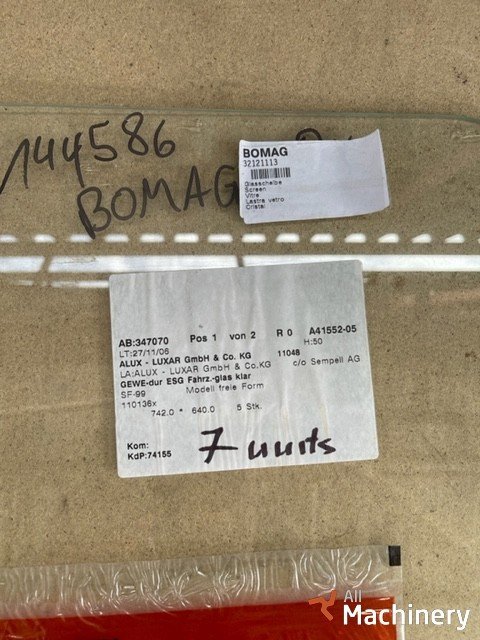 144586
BOMAG
BOMAG
32121113
Glasscheibe
Screen
Vitre
Lastra vetro
Cristal
AB:347070 Pos 1 von 2 R 0 A41552-05
LT:27/11/06 H:50
ALUX - LUXAR GmbH & Co. KG 11048
LA:ALUX - LUXAR GmbH & Co.KG c/o Sempell AG
GEWE-dur ESG Fahrz.-glas klar
SF-99 Modell freie Form
110136x
742.0 * 640.0 5 Stk.
Kom:
KdP:74155
7 uuits
All
Machinery